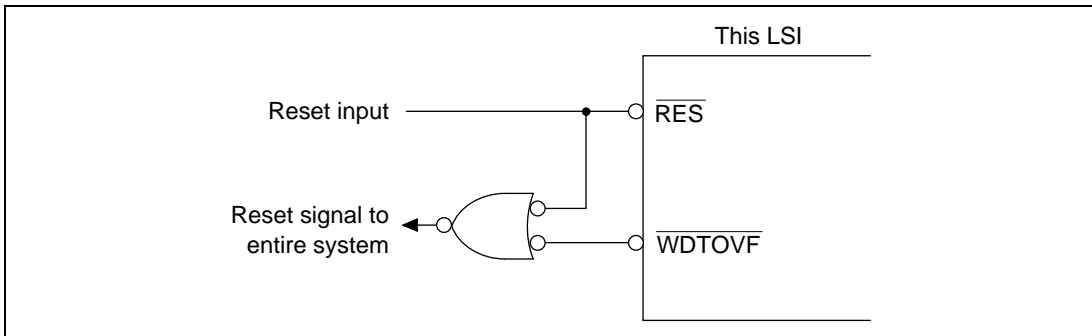 This LSI
Reset input
RES
Reset signal to
entire system
WDTOVF